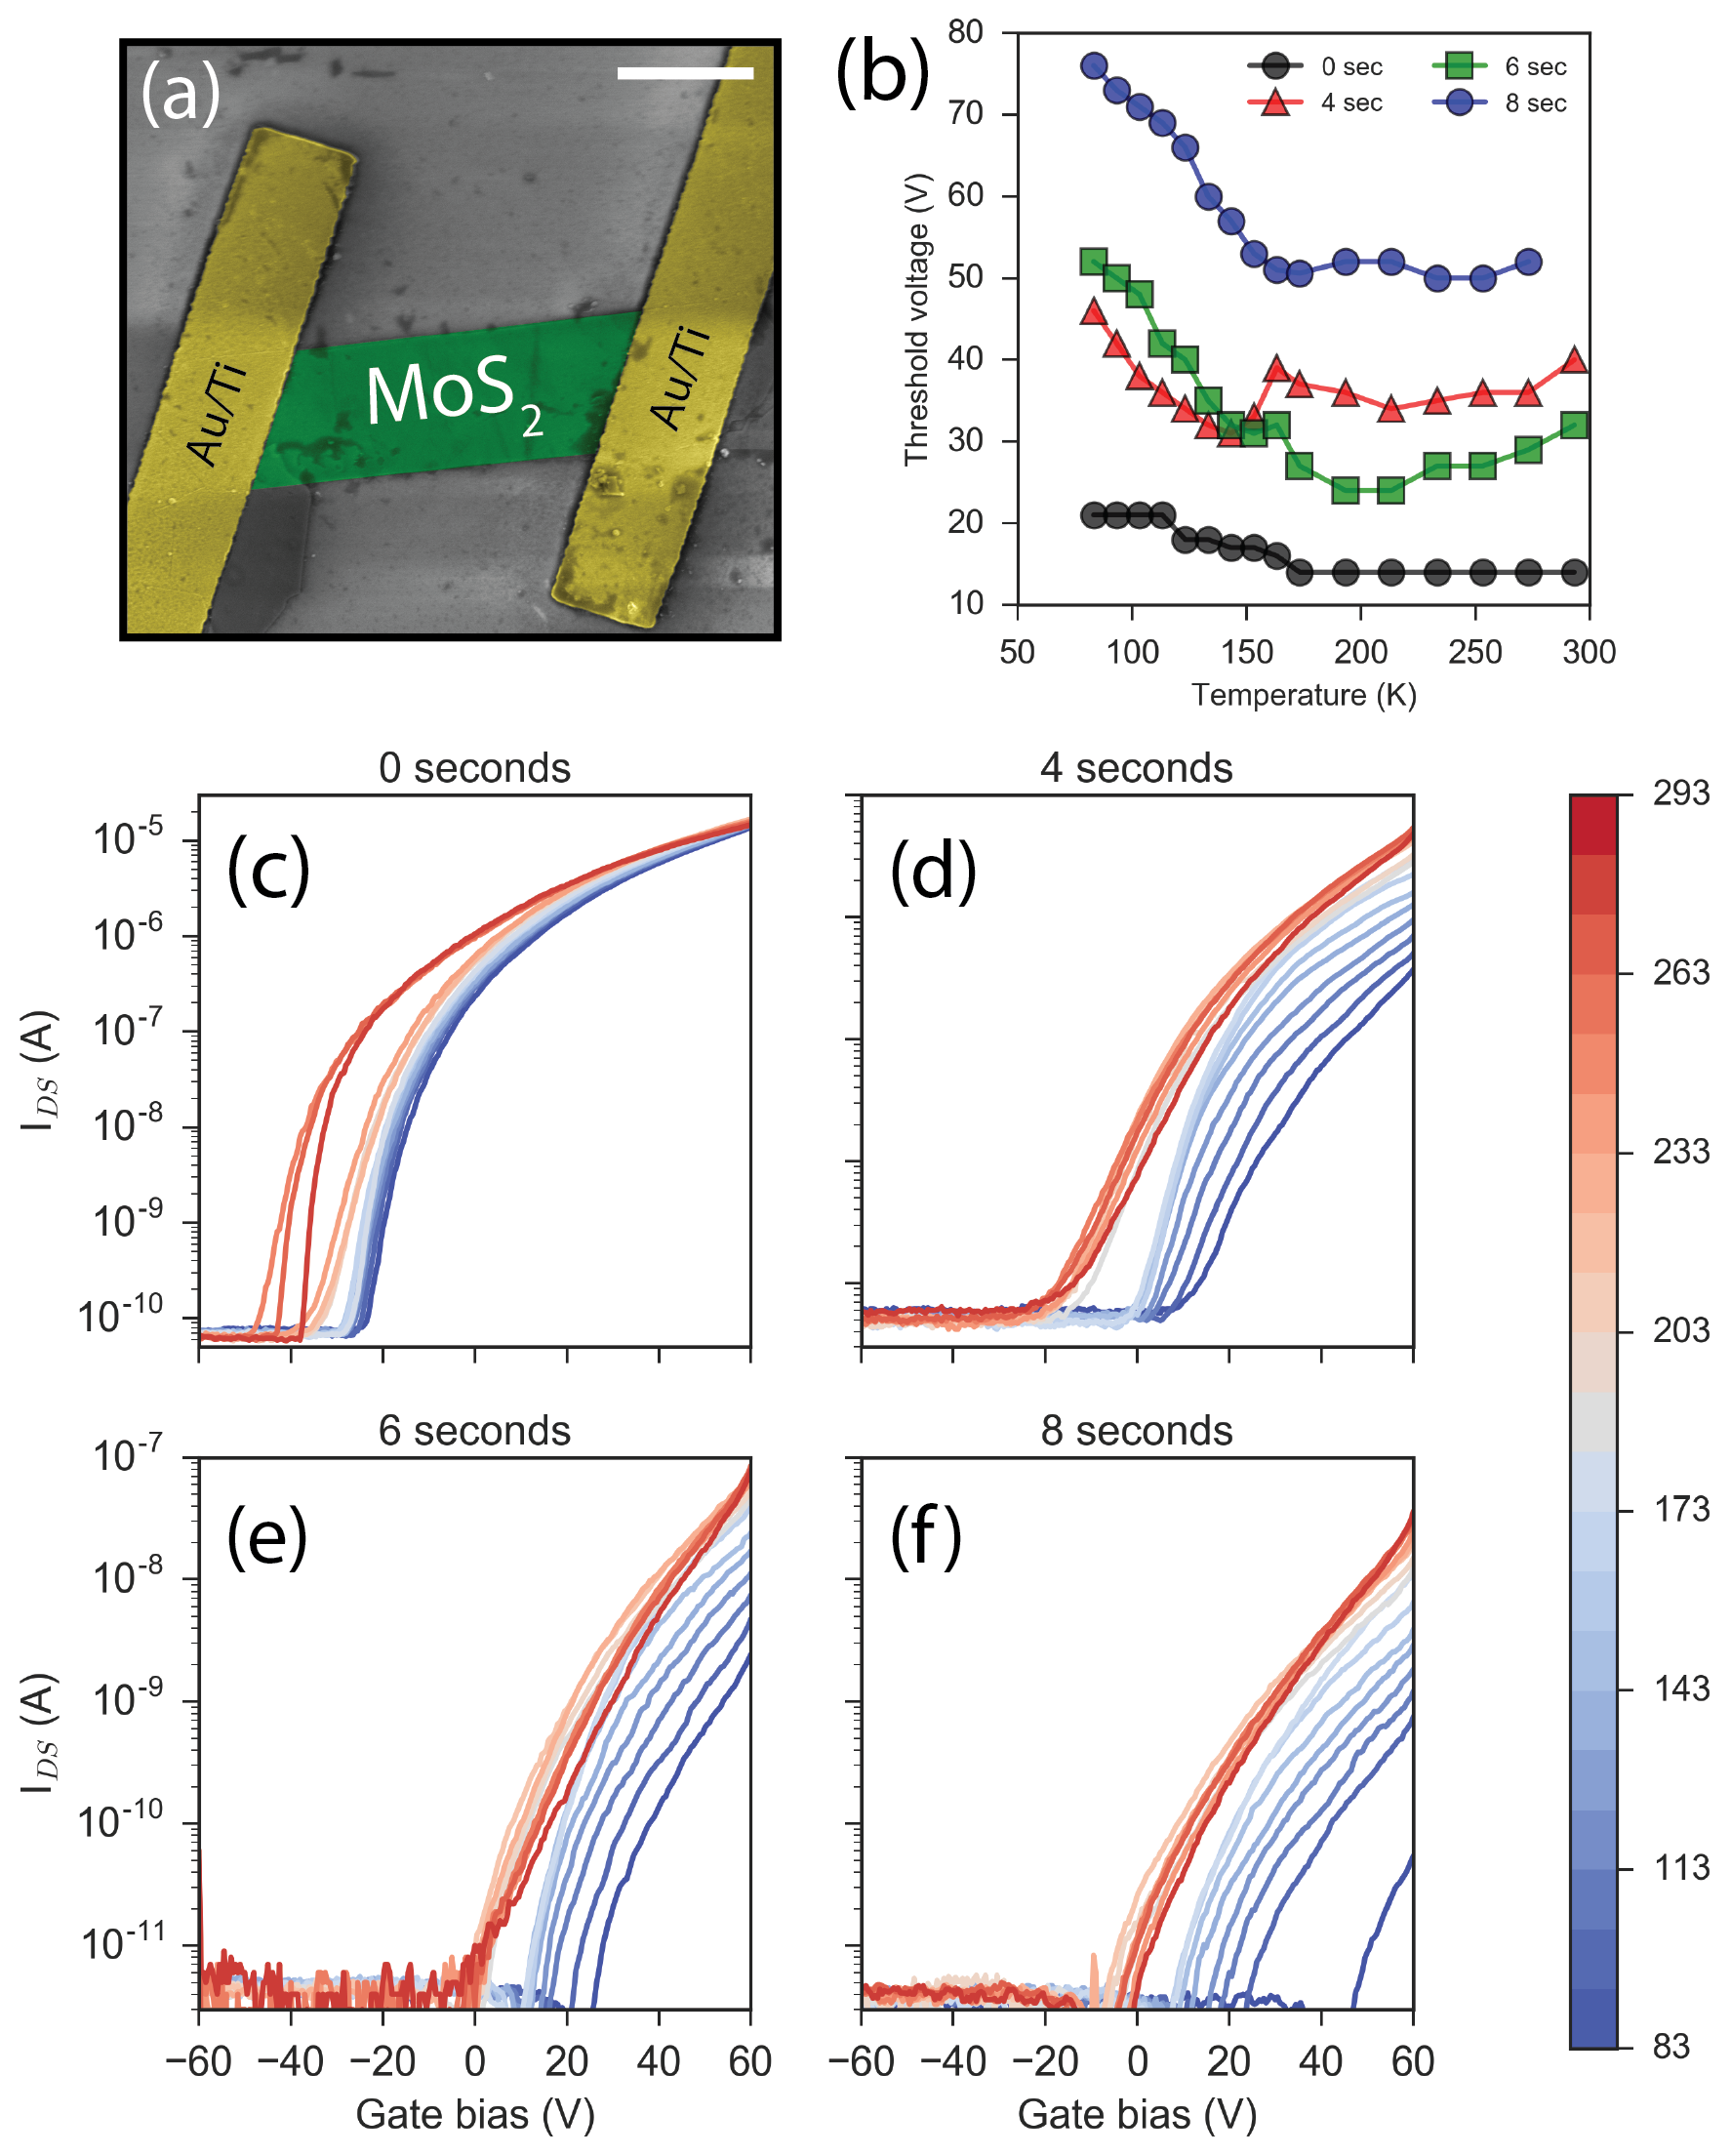 (a)
Au/Ti
MoS2
Au/Ti
(b)
0 sec
4 sec
6 sec
8 sec
Threshold voltage (V)
80
70
60
50
40
30
20
10
50 100 150 200 250 300
Temperature (K)
0 seconds
(c)
I_DS (A)
10^-5
10^-6
10^-7
10^-8
10^-9
10^-10
4 seconds
(d)
6 seconds
(e)
I_DS (A)
10^-7
10^-8
10^-9
10^-10
10^-11
−60 −40 −20 0 20 40 60
Gate bias (V)
8 seconds
(f)
−60 −40 −20 0 20 40 60
Gate bias (V)
293
263
233
203
173
143
113
83